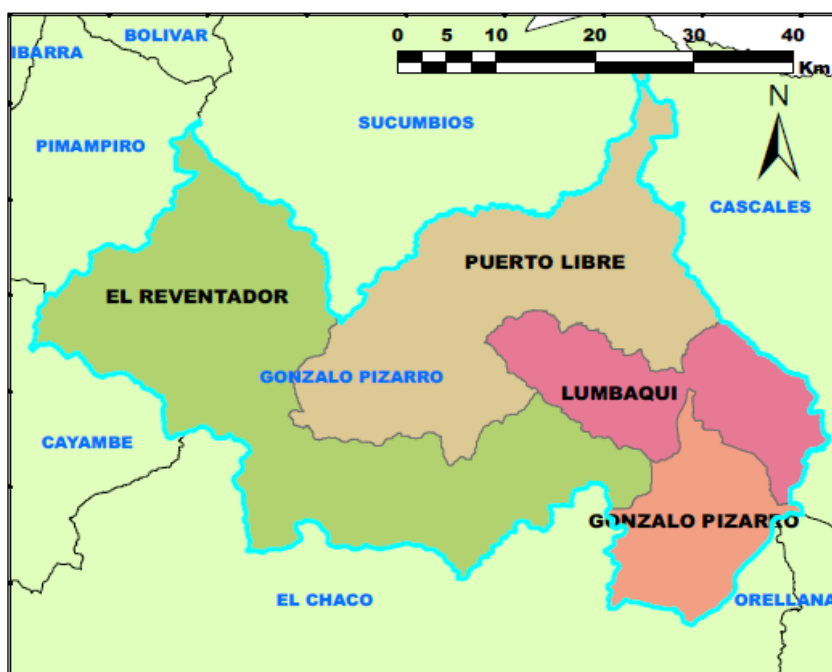 BOLIVAR
IBARRA
0 5 10 20 30 40
Km
N
SUCUMBIOS
PIMAMPIRO
CASCALES
PUERTO LIBRE
EL REVENTADOR
GONZALO PIZARRO
LUMBAQUI
CAYAMBE
GONZALO PIZARRO
EL CHACO
ORELLANA